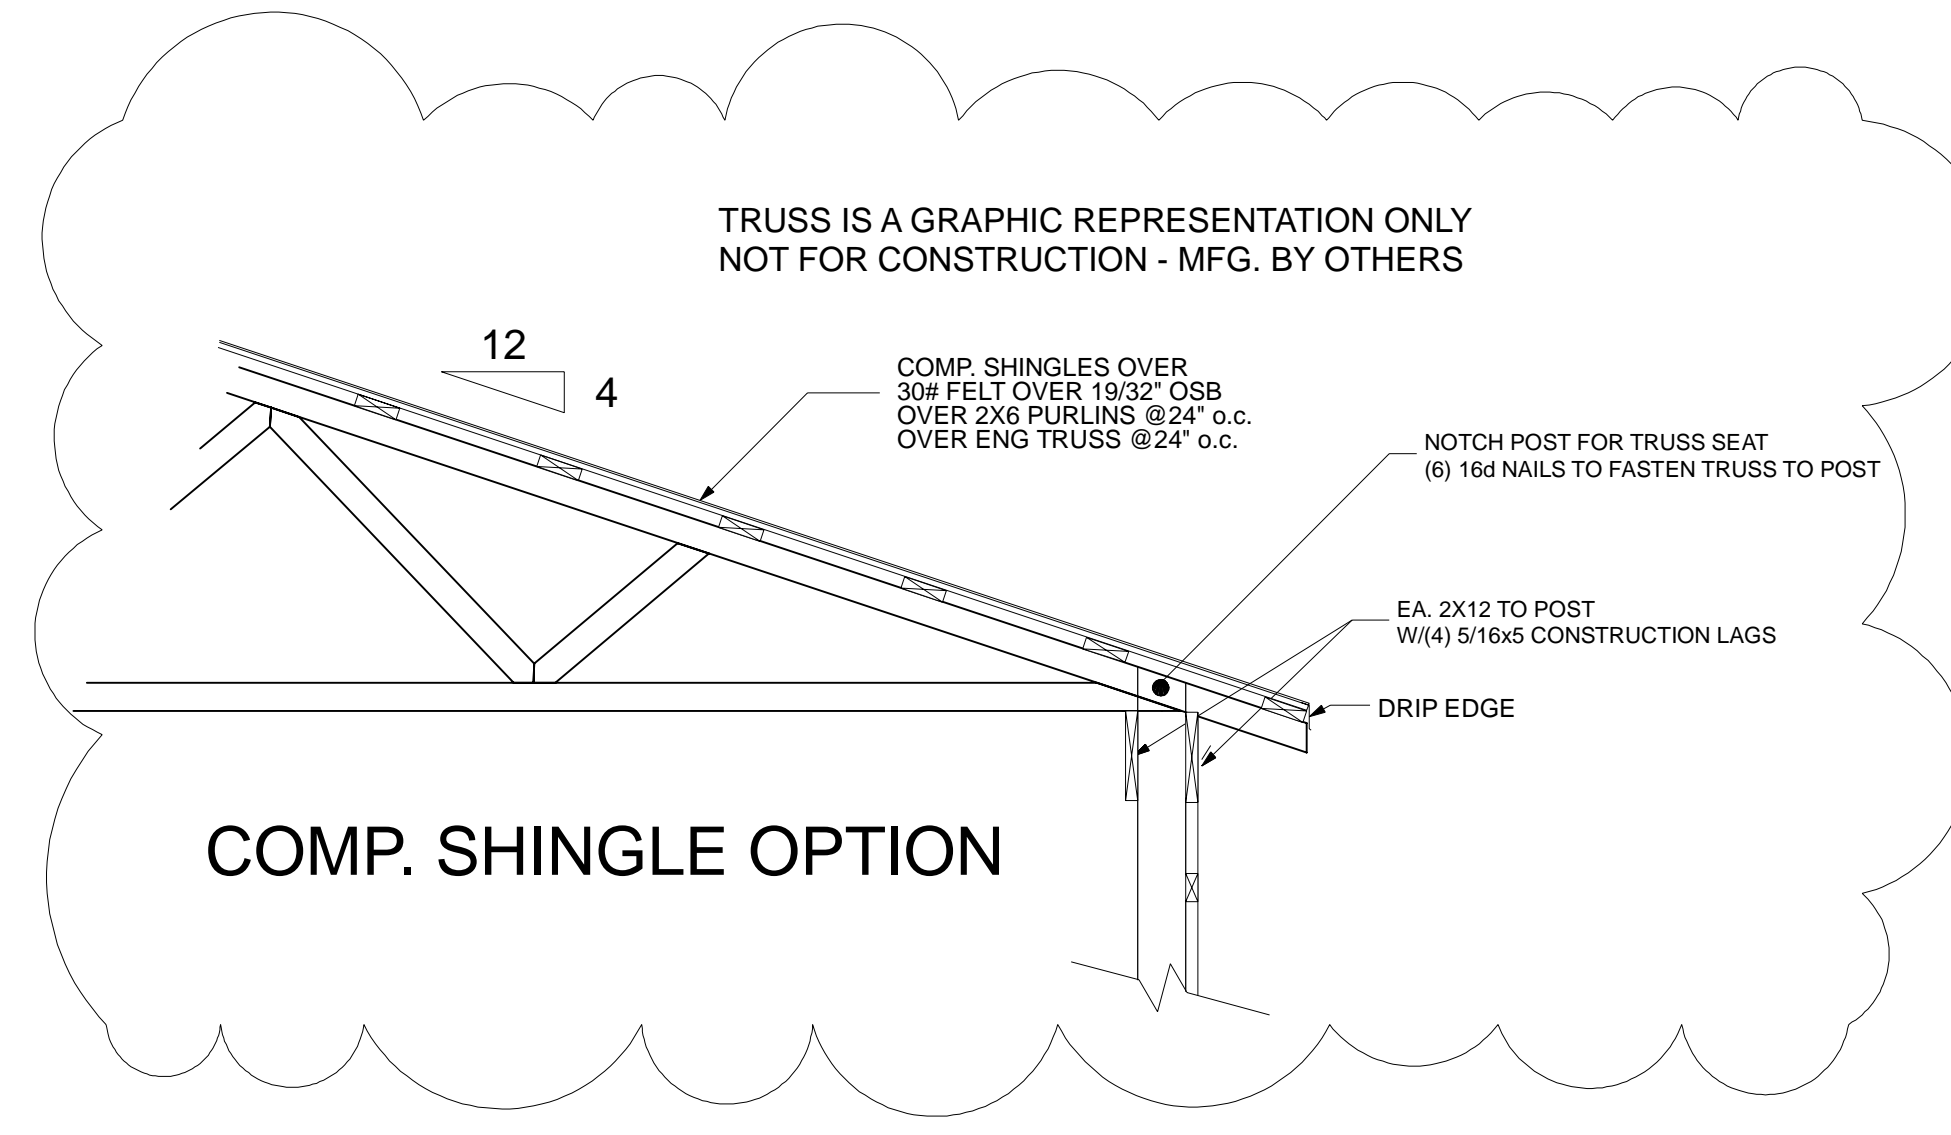 TRUSS IS A GRAPHIC REPRESENTATION ONLY
NOT FOR CONSTRUCTION - MFG. BY OTHERS
12
4
COMP. SHINGLES OVER
30# FELT OVER 19/32" OSB
OVER 2X6 PURLINS @24" o.c.
OVER ENG TRUSS @24" o.c.
NOTCH POST FOR TRUSS SEAT
(6) 16d NAILS TO FASTEN TRUSS TO POST
EA. 2X12 TO POST
W/(4) 5/16x5 CONSTRUCTION LAGS
DRIP EDGE
COMP. SHINGLE OPTION